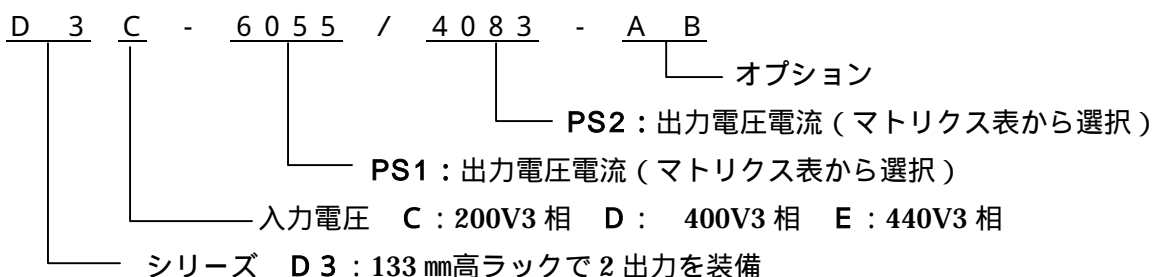 D 3 C - 6055 / 4083 - A B
オプション
PS2：出力電圧電流（マトリクス表から選択）
PS1：出力電圧電流（マトリクス表から選択）
入力電圧 C：200V3 相 D： 400V3 相 E：440V3 相
シリーズ D3：133 ㎜高ラックで 2 出力を装備